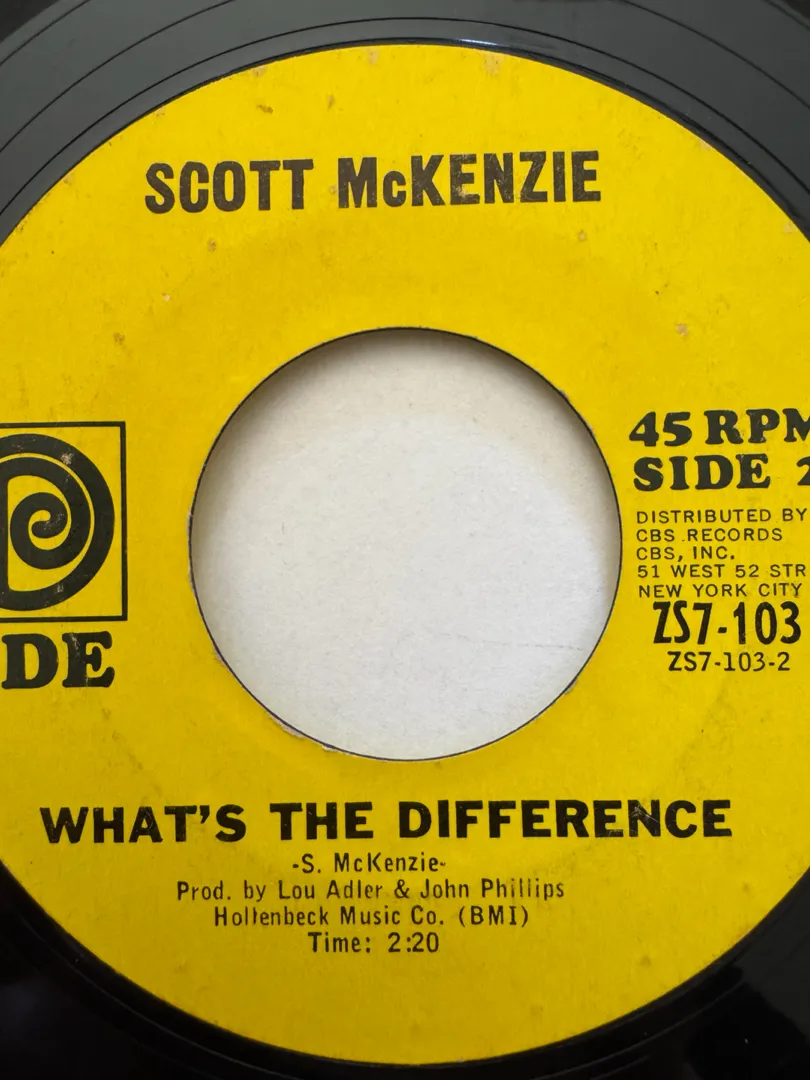 SCOTT McKENZIE
45 RPM
SIDE 2
DISTRIBUTED BY
CBS RECORDS
CBS, INC.
51 WEST 52 STR
NEW YORK CITY
ZS7-103
ZS7-103-2
DE
WHAT'S THE DIFFERENCE
-S. McKenzie-
Prod. by Lou Adler & John Phillips
Hollenbeck Music Co. (BMI)
Time: 2:20